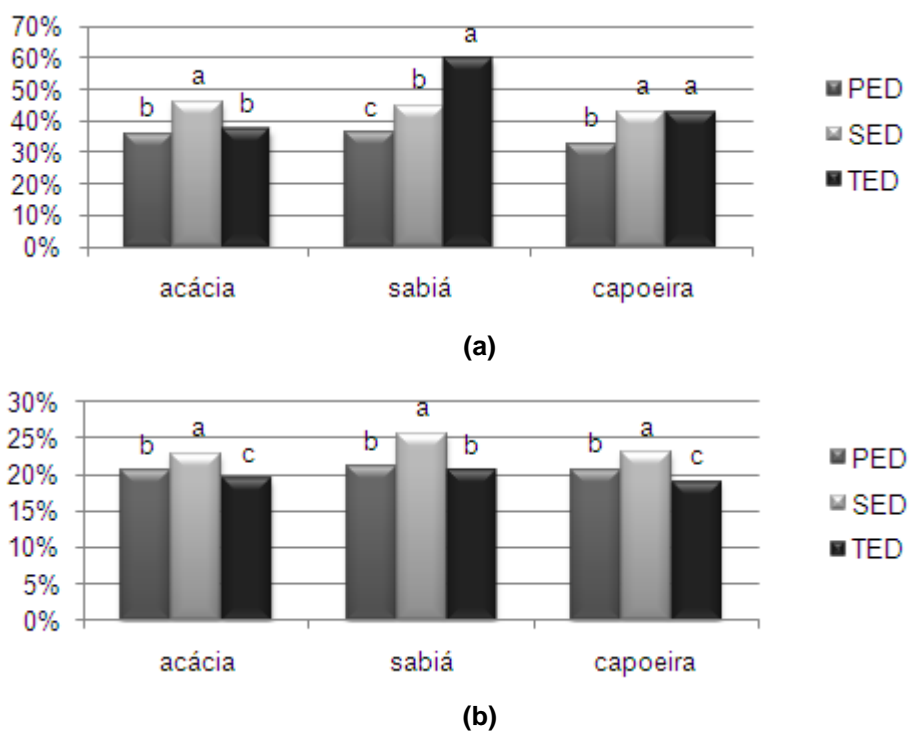 70%
60%
50%
40%
30%
20%
10%
0%
b a b
c b a
b a a
acácia sabiá capoeira
PED
SED
TED
(a)
30%
25%
20%
15%
10%
5%
0%
b a c
b a b
b a c
acácia sabiá capoeira
PED
SED
TED
(b)